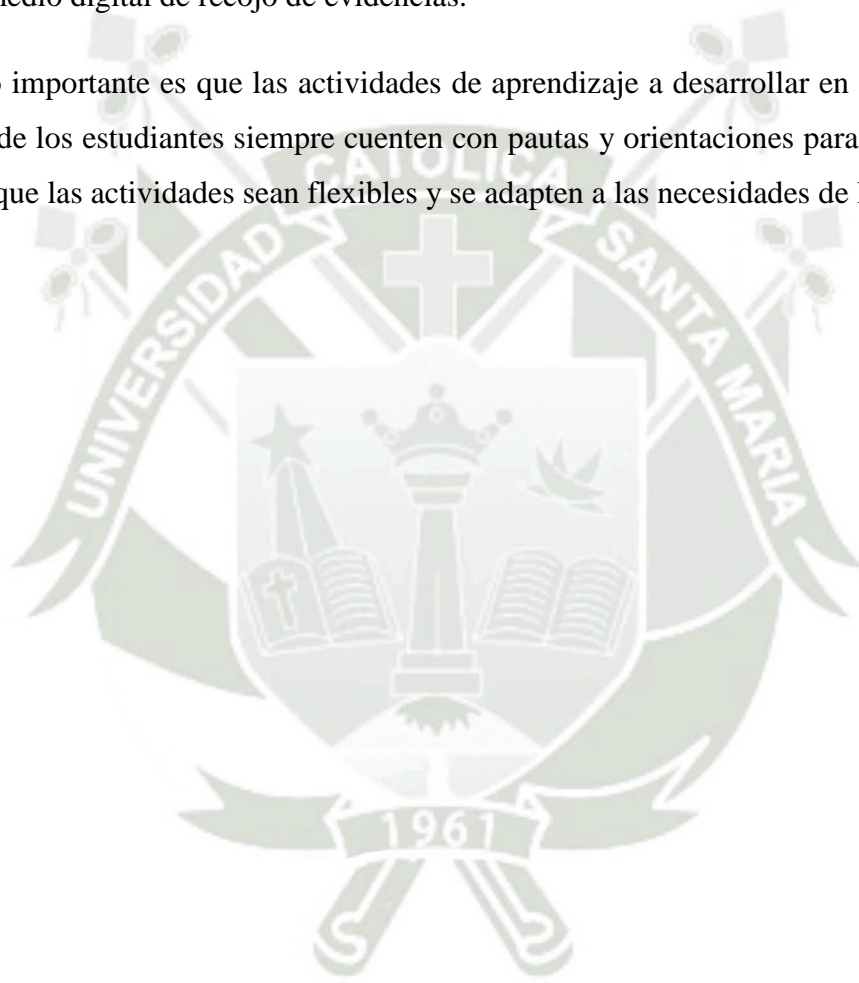 medio digital de recojo de evidencias.
importante es que las actividades de aprendizaje a desarrollar en
de los estudiantes siempre cuenten con pautas y orientaciones para
que las actividades sean flexibles y se adapten a las necesidades de
UNIVERSIDAD CATOLICA SANTA MARIA
1961